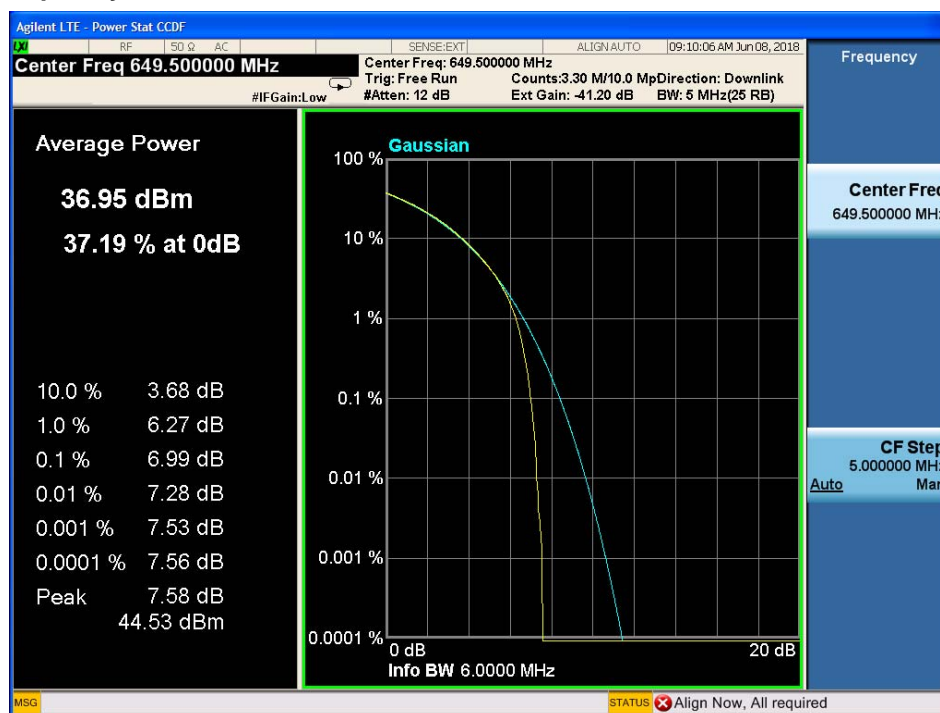 Agilent LTE - Power Stat CCDF
LXI RF 50 Ω AC SENSE:EXT ALIGN AUTO 09:10:06 AM Jun 08, 2018
Center Freq 649.500000 MHz
Center Freq: 649.500000 MHz
Trig: Free Run Counts:3.30 M/10.0 MpDirection: Downlink
#IFGain:Low #Atten: 12 dB Ext Gain: -41.20 dB BW: 5 MHz(25 RB)
Average Power
36.95 dBm
37.19 % at 0dB
10.0 % 3.68 dB
1.0 % 6.27 dB
0.1 % 6.99 dB
0.01 % 7.28 dB
0.001 % 7.53 dB
0.0001 % 7.56 dB
Peak 7.58 dB
44.53 dBm
Gaussian
100 %
10 %
1 %
0.1 %
0.01 %
0.001 %
0.0001 %
0 dB 20 dB
Info BW 6.0000 MHz
Frequency
Center Freq
649.500000 MHz
CF Step
5.000000 MHz
Auto Man
MSG STATUS Align Now, All required